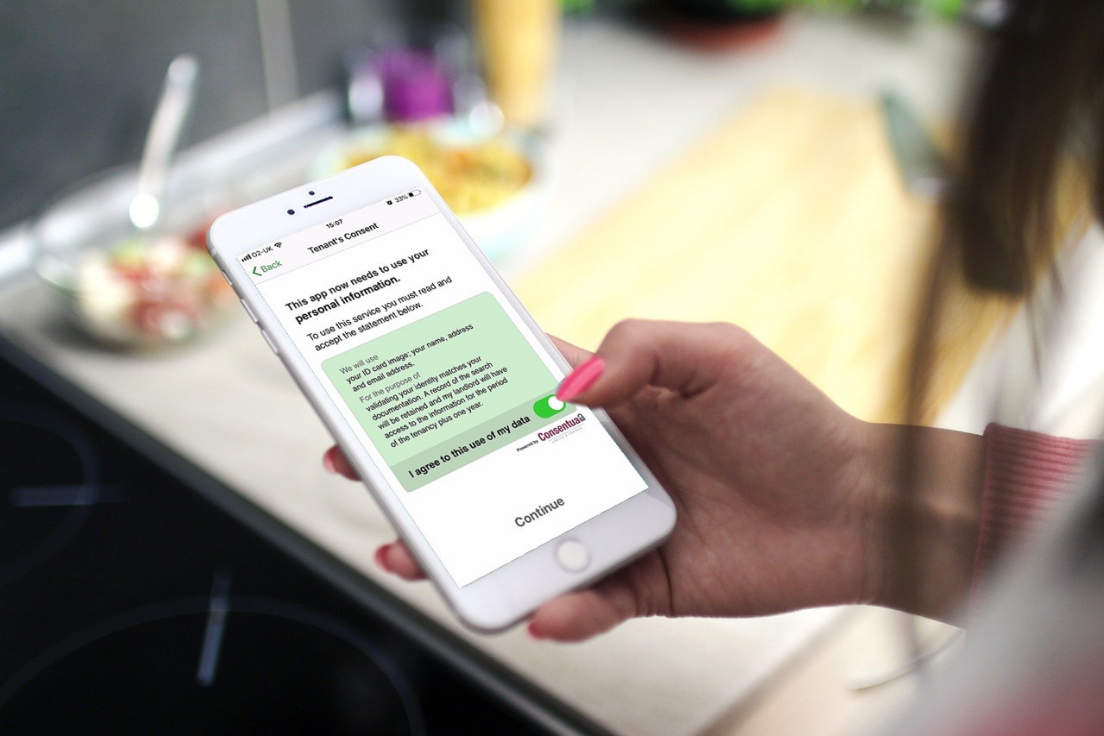 O2-UK 15:07 33%
Back Tenant's Consent
This app now needs to use your
personal information.
To use this service you must read and
accept the statement below.
We will use
your ID card image; your name, address
and email address.
For the purpose of
validating your identity matches your
documentation. A record of the search
will be retained and my landlord will have
access to the information for the period
of the tenancy plus one year.
I agree to this use of my data
Powered by Consentua
Continue